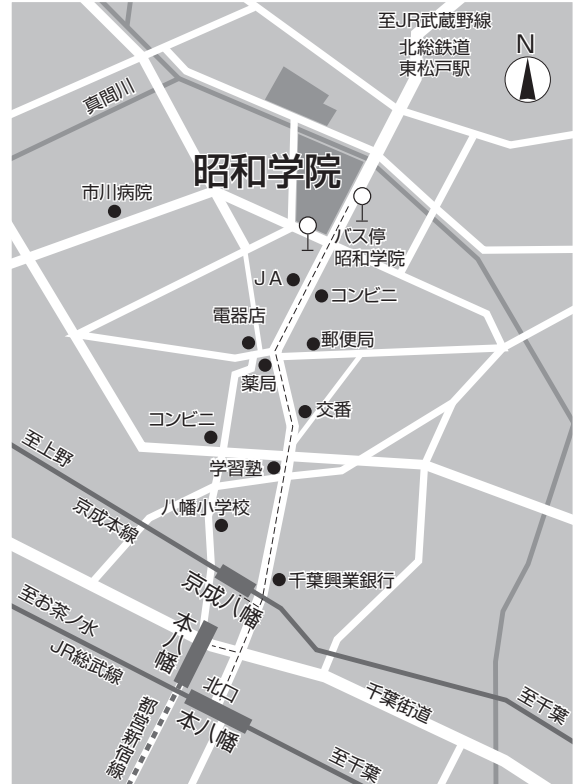 至JR武蔵野線
北総鉄道
東松戸駅
N
真間川
昭和学院
市川病院
バス停
昭和学院
JA
コンビニ
電器店
郵便局
薬局
交番
コンビニ
学習塾
至上野
京成本線
八幡小学校
京成八幡
千葉興業銀行
至お茶ノ水
JR総武線
本八幡
北口
本八幡
都営新宿線
千葉街道
至千葉
至千葉